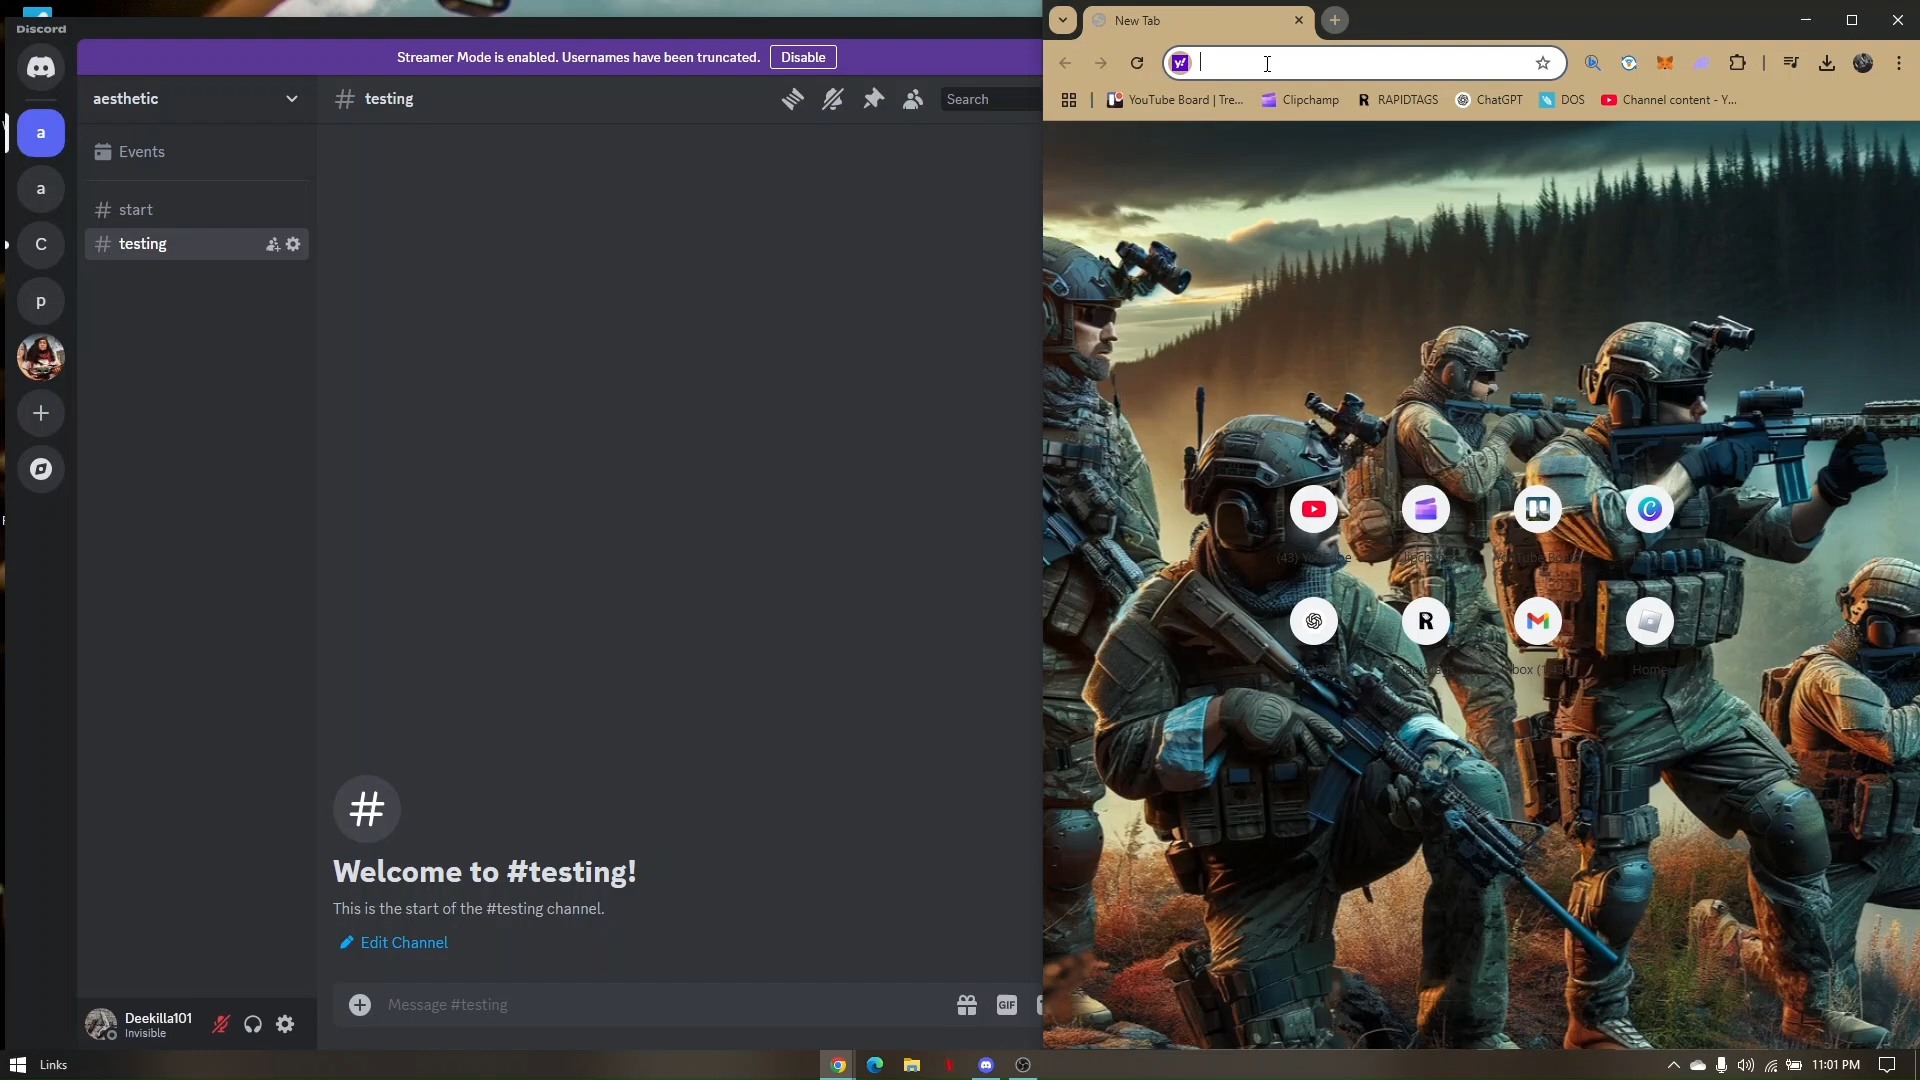 Discord
Streamer Mode is enabled. Usernames have been truncated.
Disable
aesthetic
Events
start
testing
a
a
C
p
testing
Search
Welcome to #testing!
This is the start of the #testing channel.
Edit Channel
Message #testing
GIF
Deekilla101
Invisible
New Tab
y!
YouTube Board | Tre...
Clipchamp
RAPIDTAGS
ChatGPT
DOS
Channel content - Y...
R
Home
Links
11:01 PM